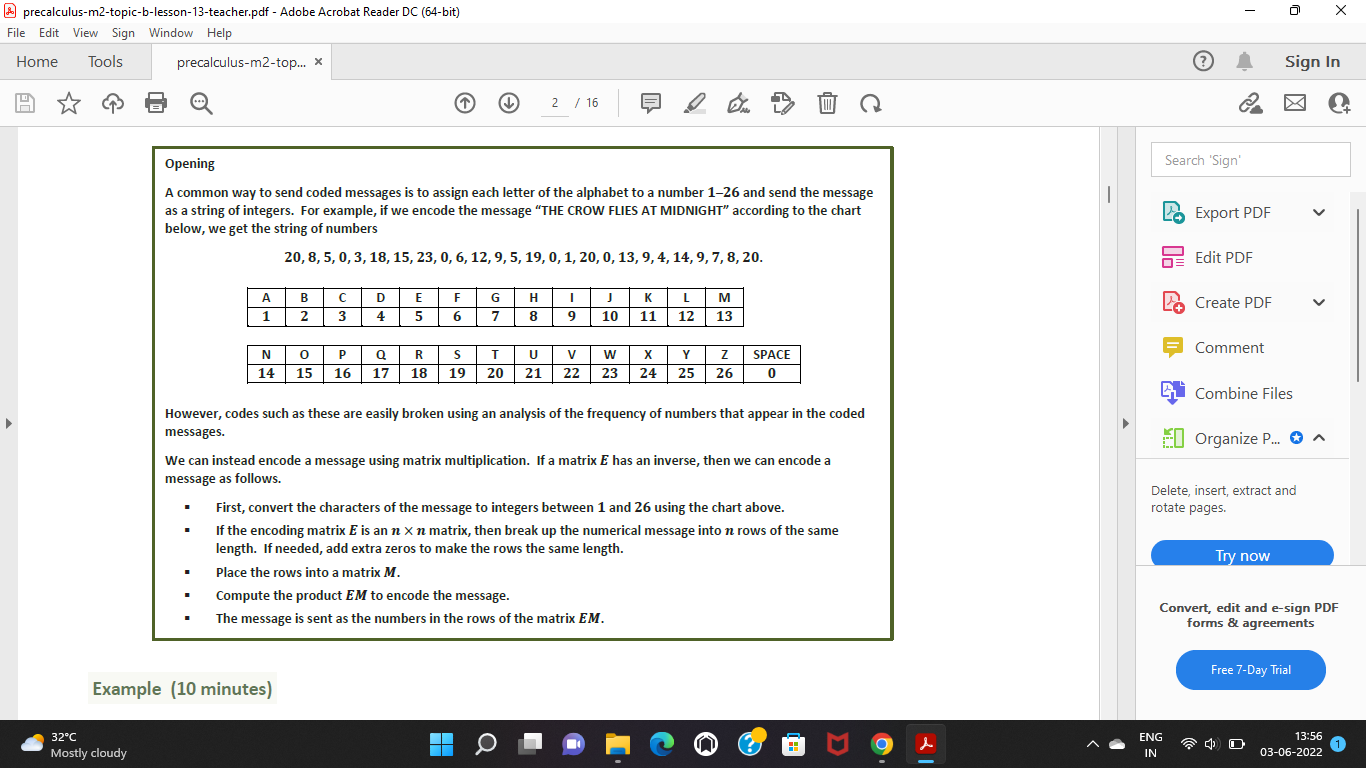 precalculus-m2-topic-b-lesson-13-teacher.pdf - Adobe Acrobat Reader DC (64-bit)
File Edit View Sign Window Help
Home Tools precalculus-m2-top... × Sign In
2 / 16
Opening
A common way to send coded messages is to assign each letter of the alphabet to a number 1–26 and send the message
as a string of integers. For example, if we encode the message “THE CROW FLIES AT MIDNIGHT” according to the chart
below, we get the string of numbers
20, 8, 5, 0, 3, 18, 15, 23, 0, 6, 12, 9, 5, 19, 0, 1, 20, 0, 13, 9, 4, 14, 9, 7, 8, 20.
A B C D E F G H I J K L M
1 2 3 4 5 6 7 8 9 10 11 12 13
N O P Q R S T U V W X Y Z SPACE
14 15 16 17 18 19 20 21 22 23 24 25 26 0
However, codes such as these are easily broken using an analysis of the frequency of numbers that appear in the coded
messages.
We can instead encode a message using matrix multiplication. If a matrix E has an inverse, then we can encode a
message as follows.
▪ First, convert the characters of the message to integers between 1 and 26 using the chart above.
▪ If the encoding matrix E is an n × n matrix, then break up the numerical message into n rows of the same
length. If needed, add extra zeros to make the rows the same length.
▪ Place the rows into a matrix M.
▪ Compute the product EM to encode the message.
▪ The message is sent as the numbers in the rows of the matrix EM.
Example (10 minutes)
Search 'Sign'
Export PDF
Edit PDF
Create PDF
Comment
Combine Files
Organize P...
Delete, insert, extract and
rotate pages.
Try now
Convert, edit and e-sign PDF
forms & agreements
Free 7-Day Trial
32°C
Mostly cloudy
ENG
IN
13:56
03-06-2022
1